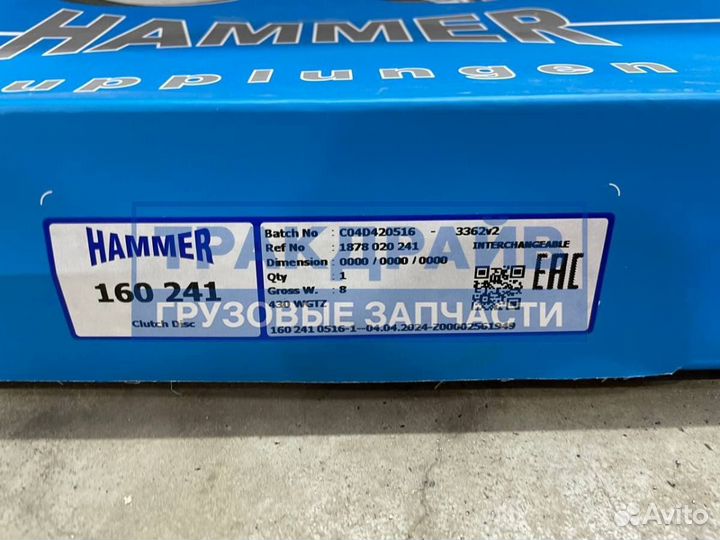 HAMMER
upplungen
HAMMER
160 241
Clutch Disc
Batch No : C04D420516 - 3362v2
Ref No : 1878 020 241 INTERCHANGEABLE
Dimension : 0000 / 0000 / 0000
Qty : 1
Gross W. : 8
430 WGTZ
160 241 0516-1--04.04.2024-200002561949
EAC
ТРАКДРАЙВ
ГРУЗОВЫЕ ЗАПЧАСТИ
Avito